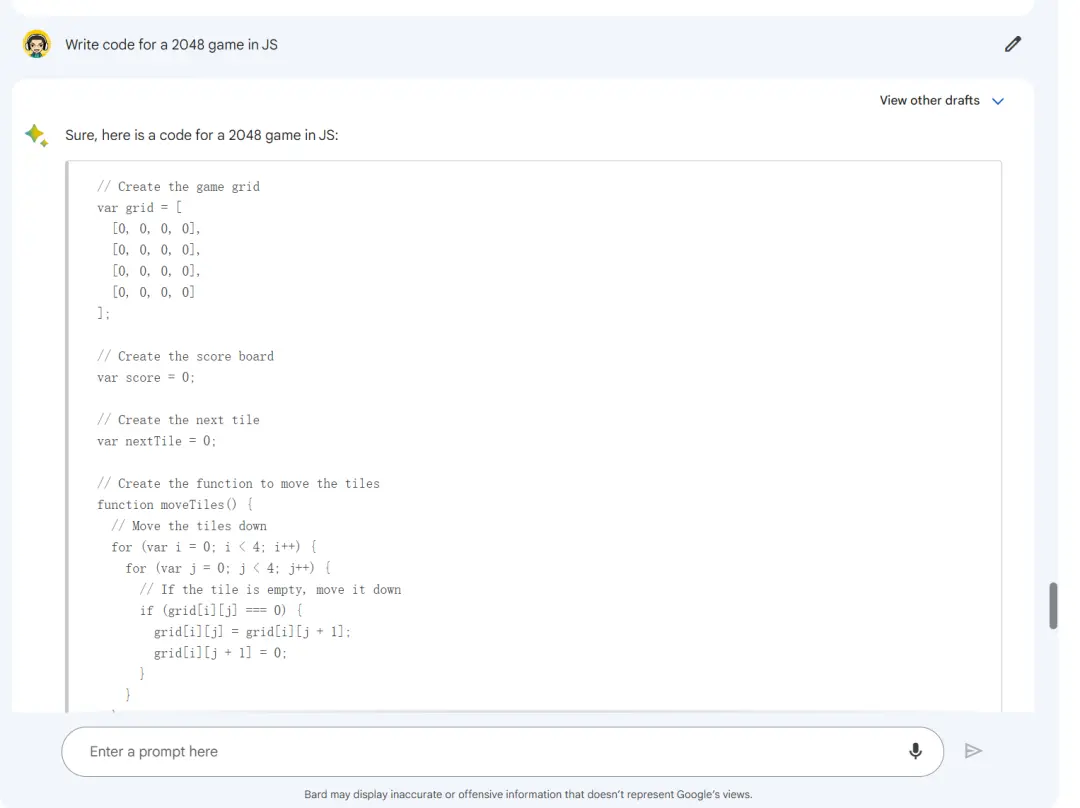 Write code for a 2048 game in JS
View other drafts
Sure, here is a code for a 2048 game in JS:
// Create the game grid
var grid = [
  [0, 0, 0, 0],
  [0, 0, 0, 0],
  [0, 0, 0, 0],
  [0, 0, 0, 0]
];
// Create the score board
var score = 0;
// Create the next tile
var nextTile = 0;
// Create the function to move the tiles
function moveTiles() {
  // Move the tiles down
  for (var i = 0; i < 4; i++) {
    for (var j = 0; j < 4; j++) {
      // If the tile is empty, move it down
      if (grid[i][j] === 0) {
        grid[i][j] = grid[i][j + 1];
        grid[i][j + 1] = 0;
      }
    }
Enter a prompt here
Bard may display inaccurate or offensive information that doesn't represent Google's views.